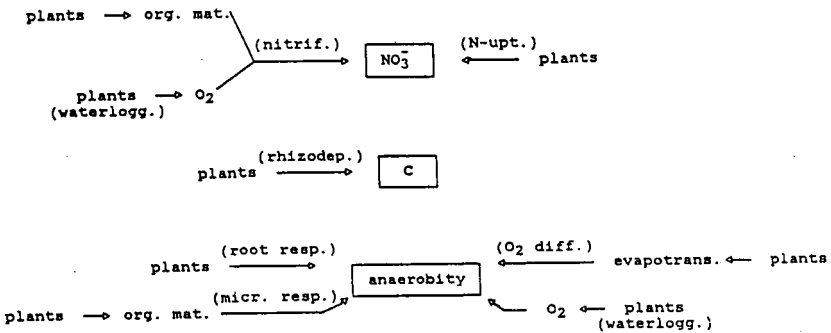 plants → org. mat.
(nitrif.) NO₃⁻ (N-upt.)
plants
plants → O₂
(waterlogg.)
(rhizodep.)
plants → C
(root resp.) (O₂ diff.)
plants → anaerobity ← evapotrans. ← plants
plants → org. mat. (micr. resp.) O₂ ← plants
(waterlogg.)